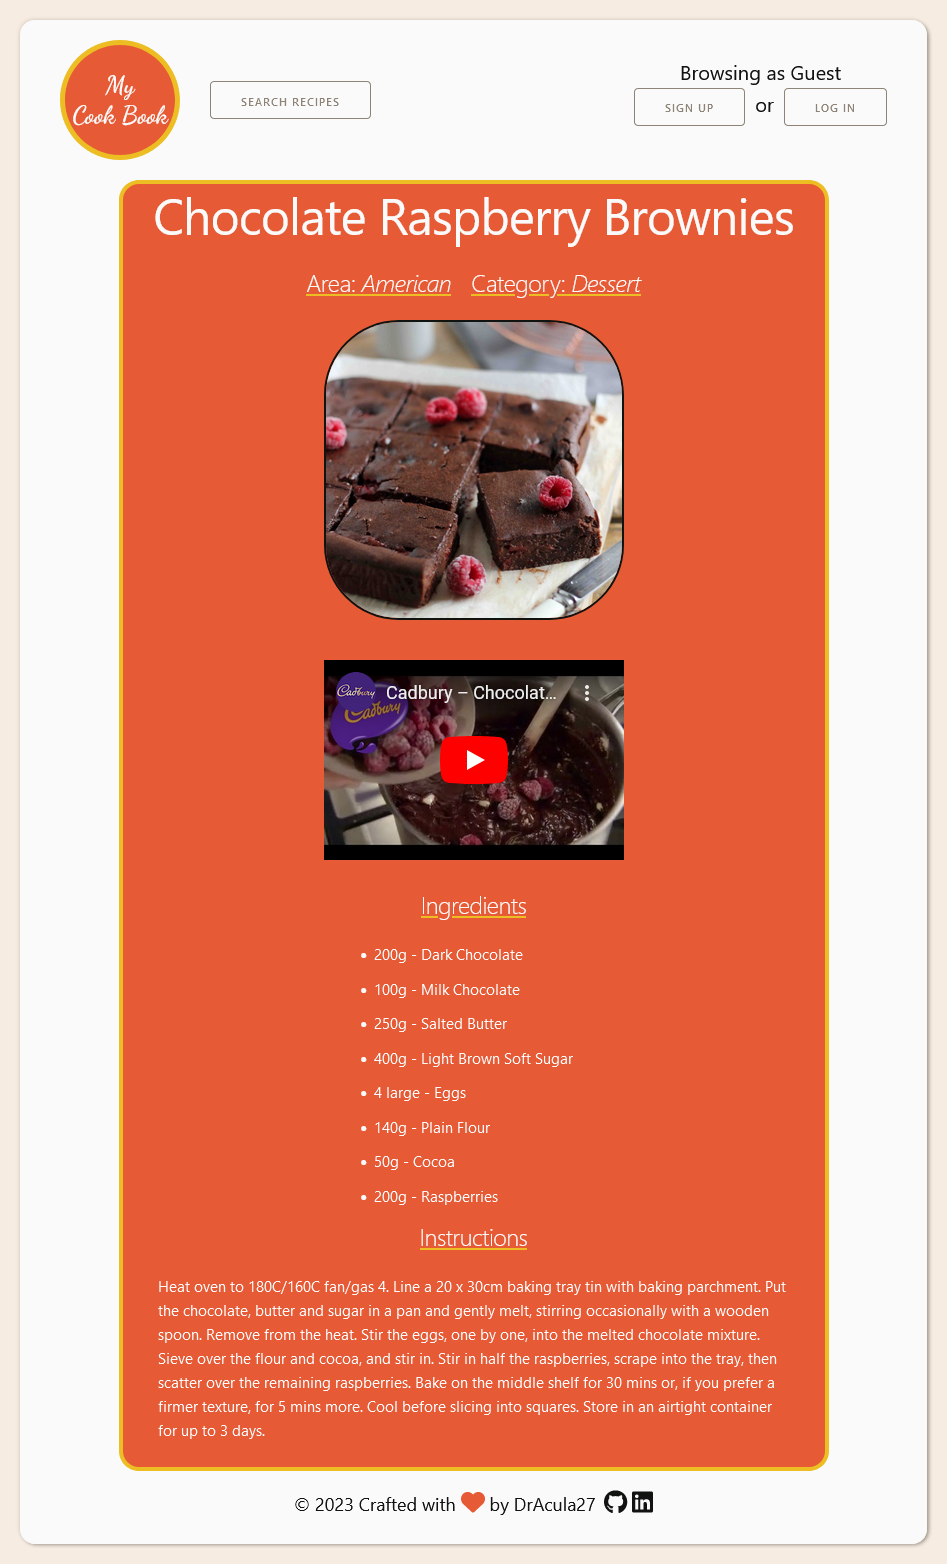 My
Cook Book
SEARCH RECIPES
Browsing as Guest
SIGN UP or LOG IN
Chocolate Raspberry Brownies
Area: American Category: Dessert
Cadbury
Cadbury – Chocolat...
Cadbury
Ingredients
• 200g - Dark Chocolate
• 100g - Milk Chocolate
• 250g - Salted Butter
• 400g - Light Brown Soft Sugar
• 4 large - Eggs
• 140g - Plain Flour
• 50g - Cocoa
• 200g - Raspberries
Instructions
Heat oven to 180C/160C fan/gas 4. Line a 20 x 30cm baking tray tin with baking parchment. Put
the chocolate, butter and sugar in a pan and gently melt, stirring occasionally with a wooden
spoon. Remove from the heat. Stir the eggs, one by one, into the melted chocolate mixture.
Sieve over the flour and cocoa, and stir in. Stir in half the raspberries, scrape into the tray, then
scatter over the remaining raspberries. Bake on the middle shelf for 30 mins or, if you prefer a
firmer texture, for 5 mins more. Cool before slicing into squares. Store in an airtight container
for up to 3 days.
© 2023 Crafted with by DrAcula27 in